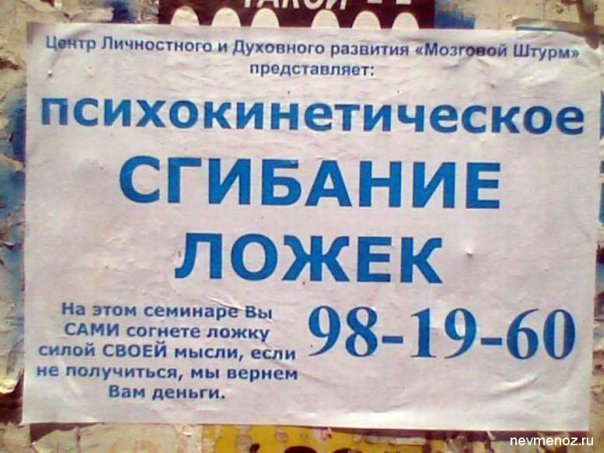 ТАКОЙ - -
Центр Личностного и Духовного развития «Мозговой Штурм»
представляет:
психокинетическое
СГИБАНИЕ
ЛОЖЕК
На этом семинаре Вы
САМИ согнете ложку
силой СВОЕЙ мысли, если
не получиться, мы вернем
Вам деньги.
98-19-60
nevmenoz.ru